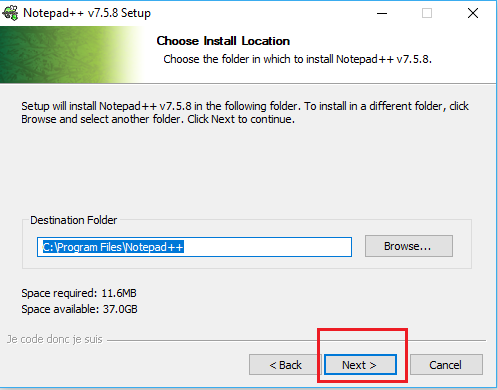 Notepad++ v7.5.8 Setup
Choose Install Location
Choose the folder in which to install Notepad++ v7.5.8.
Setup will install Notepad++ v7.5.8 in the following folder. To install in a different folder, click
Browse and select another folder. Click Next to continue.
Destination Folder
C:\Program Files\Notepad++
Browse...
Space required: 11.6MB
Space available: 37.0GB
Je code donc je suis
< Back
Next >
Cancel